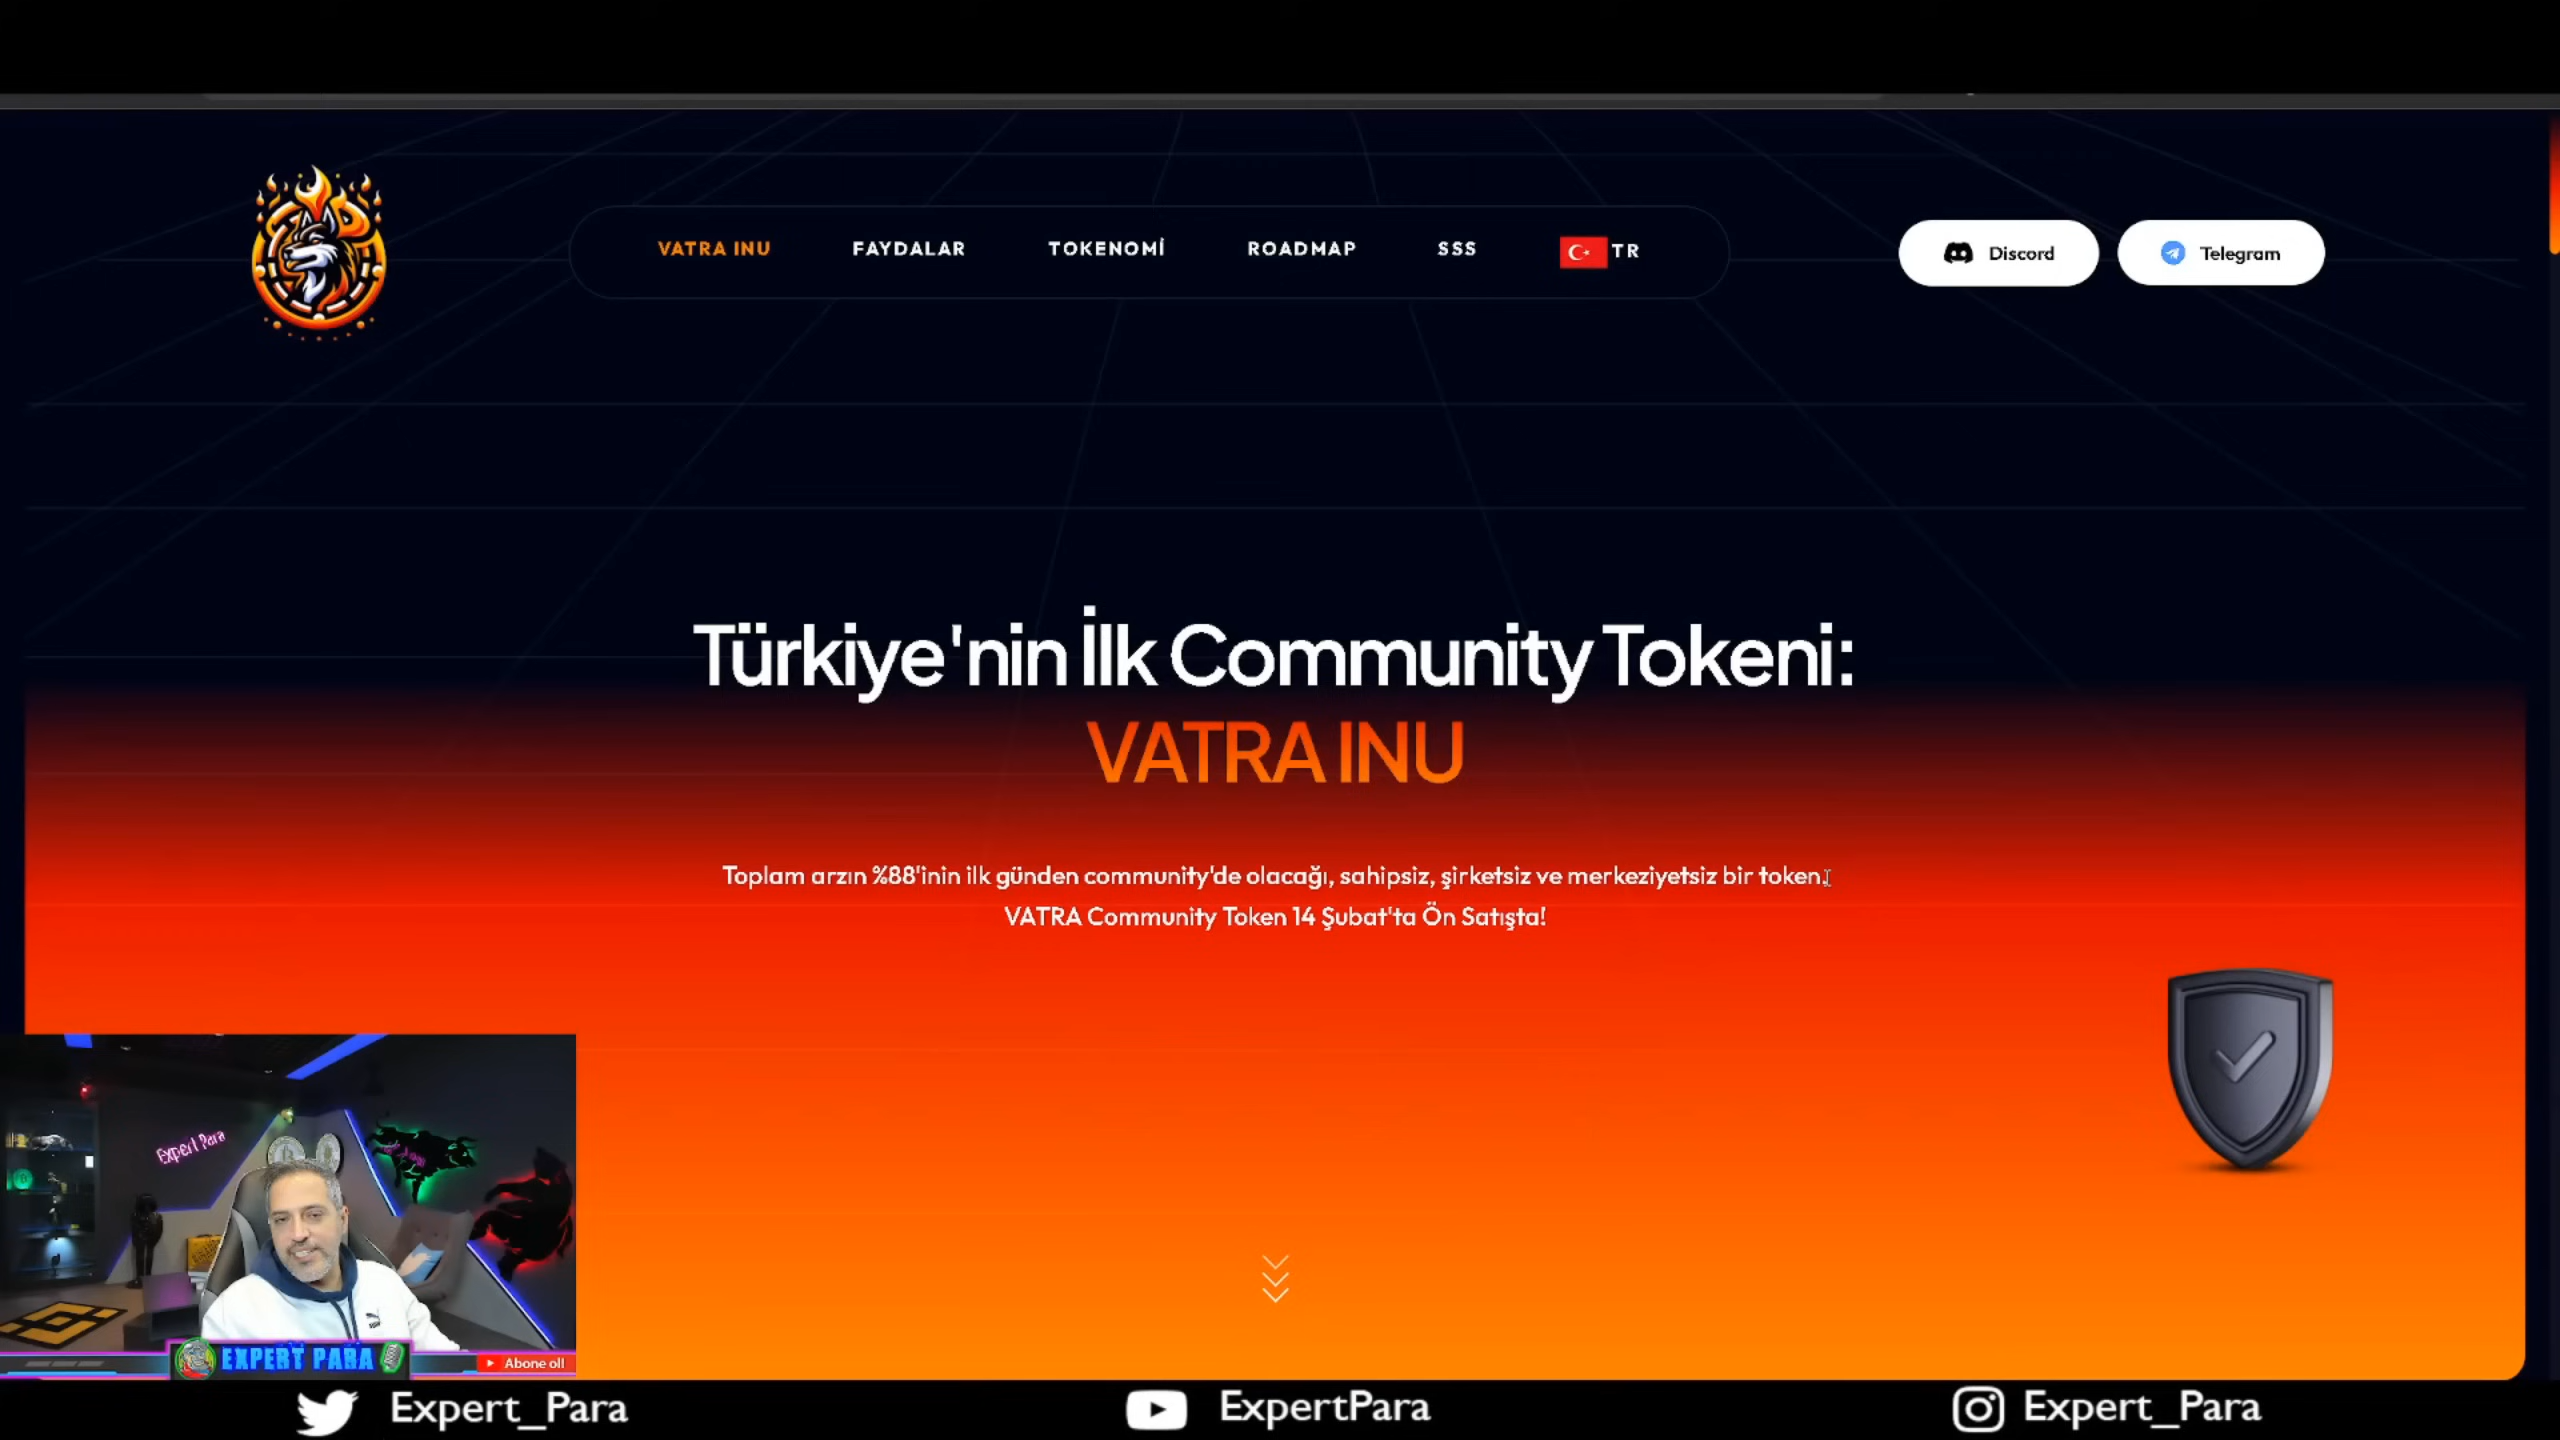 VATRA INU
FAYDALAR
TOKENOMİ
ROADMAP
SSS
TR
Discord
Telegram
Türkiye'nin İlk Community Tokeni:
VATRA INU
Toplam arzın %88'inin ilk günden community'de olacağı, sahipsiz, şirketsiz ve merkeziyetsiz bir token.
VATRA Community Token 14 Şubat'ta Ön Satışta!
Expert Para
EXPERT PARA
Abone ol!
Expert_Para
ExpertPara
Expert_Para